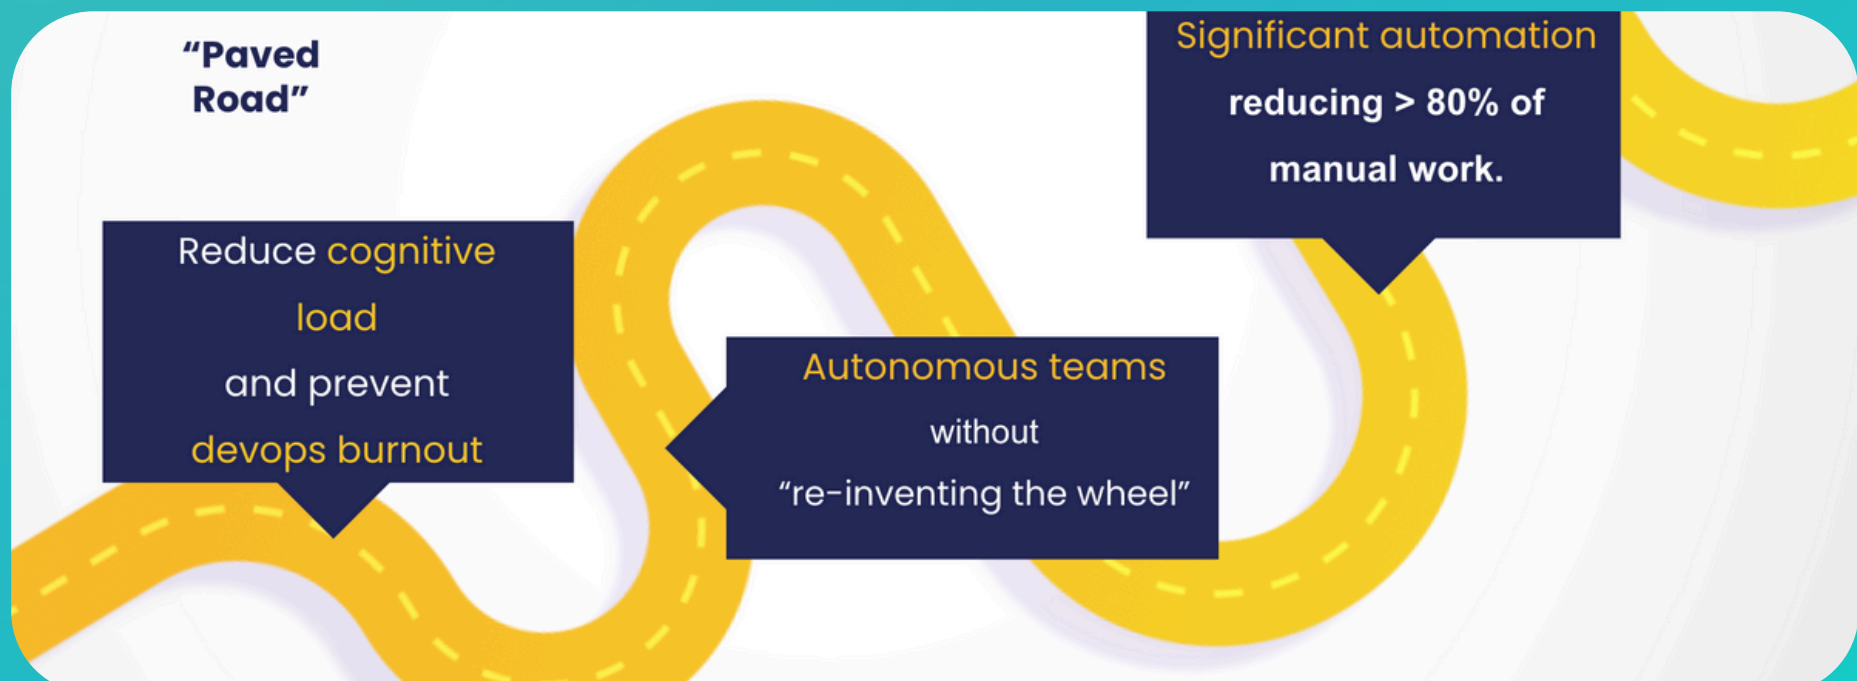 “Paved
Road”
Reduce cognitive
load
and prevent
devops burnout
Autonomous teams
without
“re-inventing the wheel”
Significant automation
reducing > 80% of
manual work.